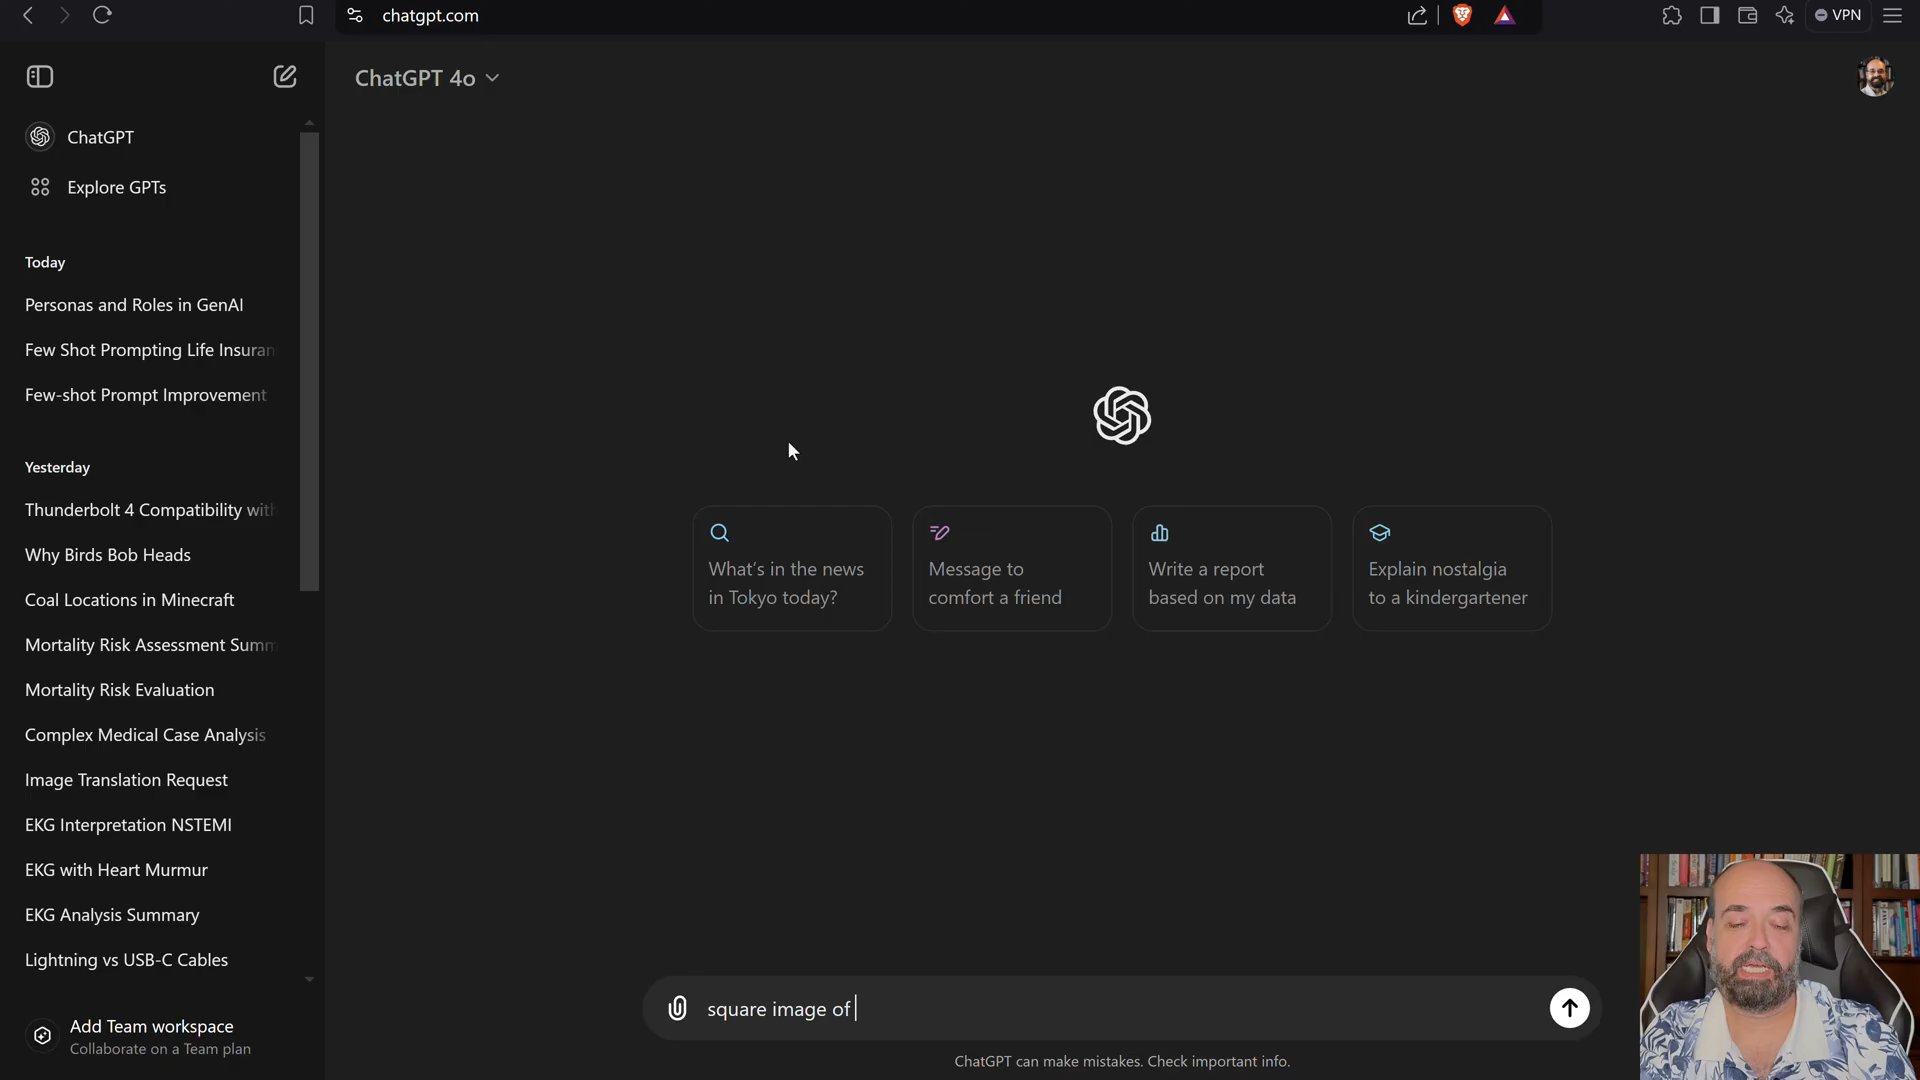 chatgpt.com
VPN
ChatGPT 4o
ChatGPT
Explore GPTs
Today
Personas and Roles in GenAI
Few Shot Prompting Life Insuran
Few-shot Prompt Improvement
Yesterday
Thunderbolt 4 Compatibility with
Why Birds Bob Heads
Coal Locations in Minecraft
Mortality Risk Assessment Summ
Mortality Risk Evaluation
Complex Medical Case Analysis
Image Translation Request
EKG Interpretation NSTEMI
EKG with Heart Murmur
EKG Analysis Summary
Lightning vs USB-C Cables
Add Team workspace
Collaborate on a Team plan
What's in the news
in Tokyo today?
Message to
comfort a friend
Write a report
based on my data
Explain nostalgia
to a kindergartener
square image of
ChatGPT can make mistakes. Check important info.